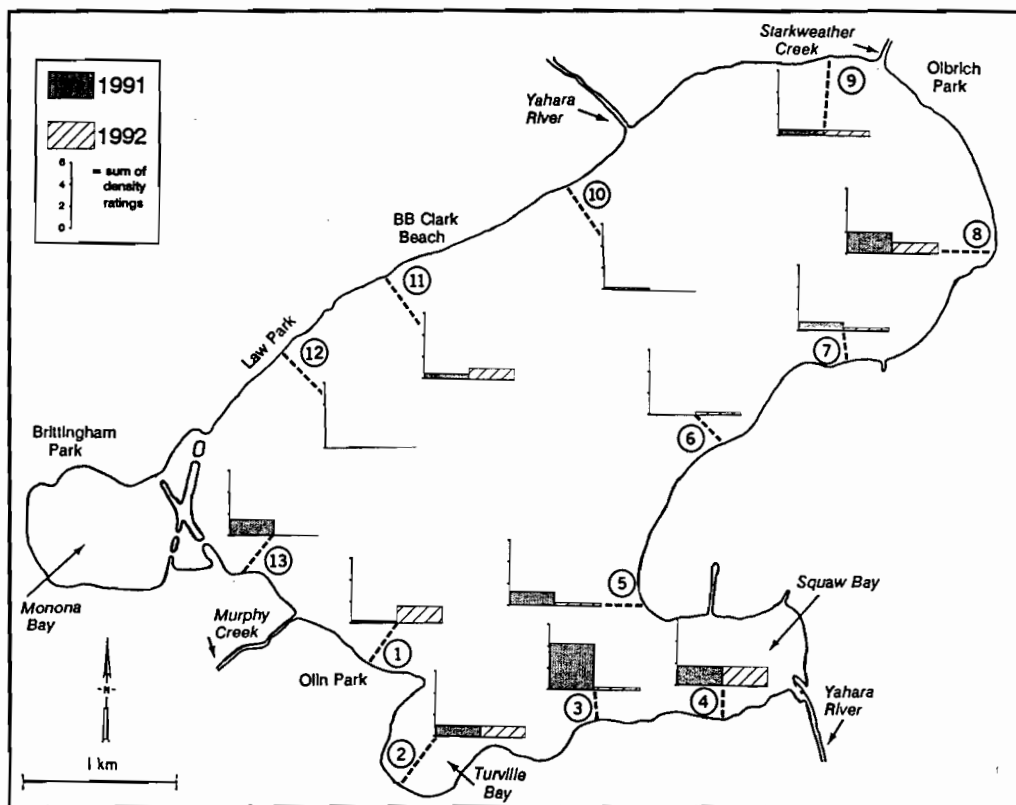 1991
1992
6
4
2
0
= sum of
density
ratings
Starkweather
Creek
Olbrich
Park
9
Yahara
River
10
8
BB Clark
Beach
11
7
Law Park
12
6
Brittingham
Park
13
5
Squaw Bay
Monona
Bay
Murphy
Creek
1
Olin Park
3
4
Yahara
River
N
2
Turville
Bay
1 km